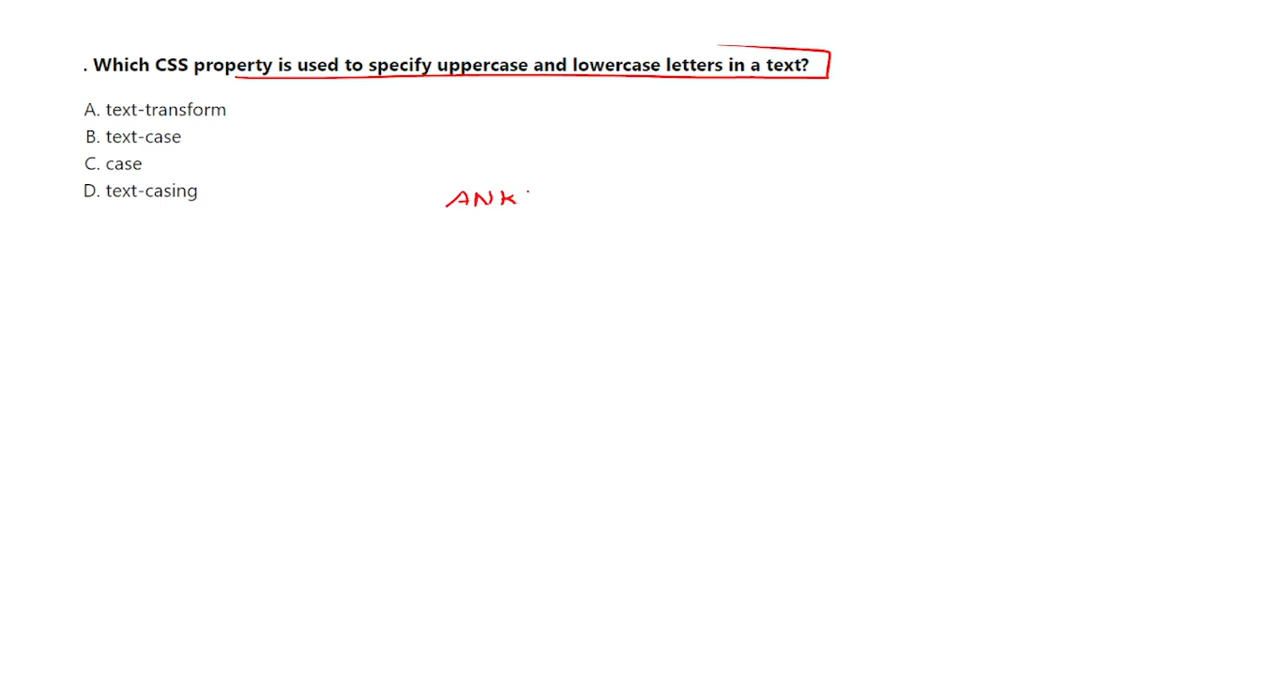 . Which CSS property is used to specify uppercase and lowercase letters in a text?
A. text-transform
B. text-case
C. case
D. text-casing
ANK